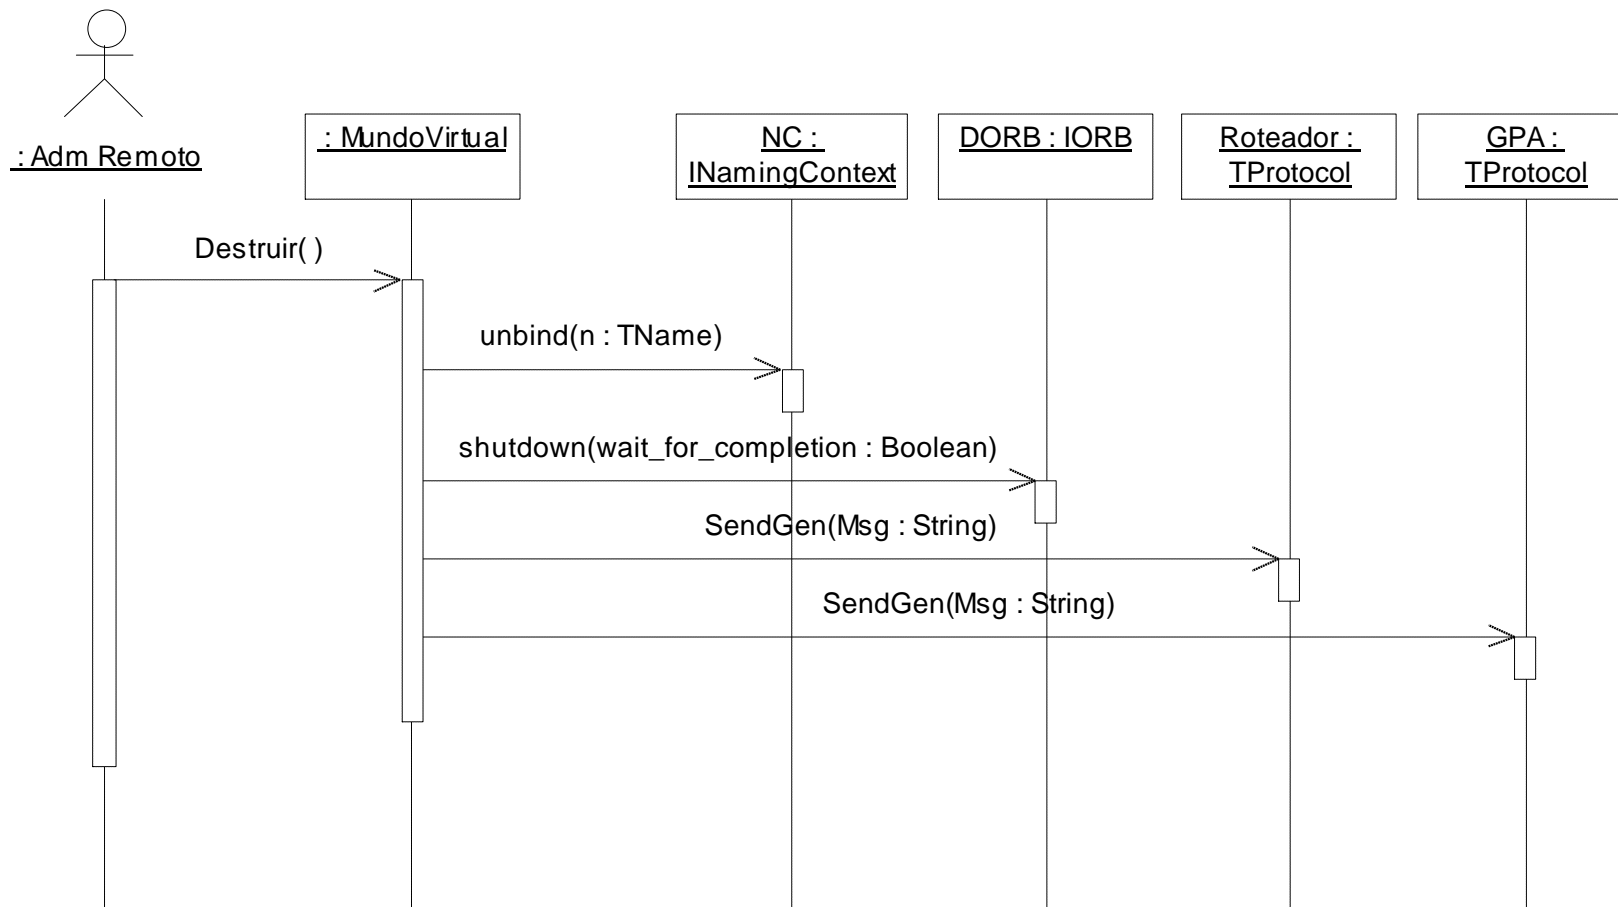 : Adm Remoto
: MundoVirtual
NC :
INamingContext
DORB : IORB
Roteador :
TProtocol
GPA :
TProtocol
Destruir( )
unbind(n : TName)
shutdown(wait_for_completion : Boolean)
SendGen(Msg : String)
SendGen(Msg : String)